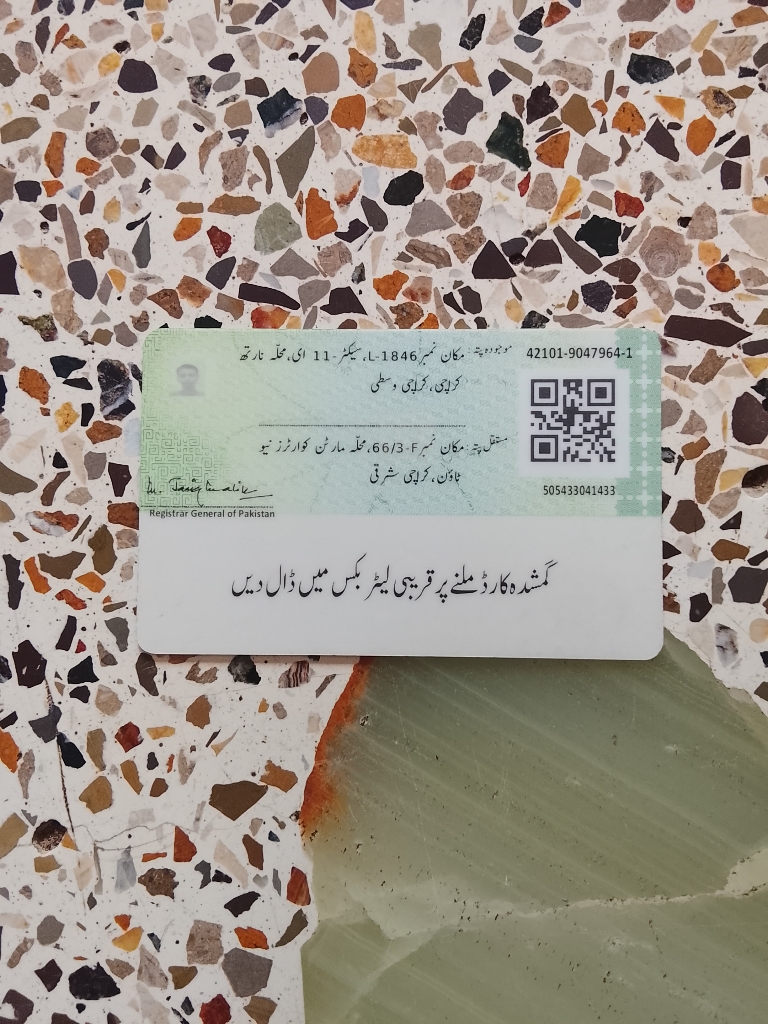 42101-9047964-1
موجودہ پتہ: مکان نمبر L-1846، سیکٹر-11 ای، محلّہ نارتھ
کراچی، کراچی وسطی
مستقل پتہ: مکان نمبر 66/3-F، محلّہ مارٹن کوارٹرز نیو
ٹاؤن، کراچی شرقی
505433041433
Registrar General of Pakistan
گمشدہ کارڈ ملنے پر قریبی لیٹر بکس میں ڈال دیں